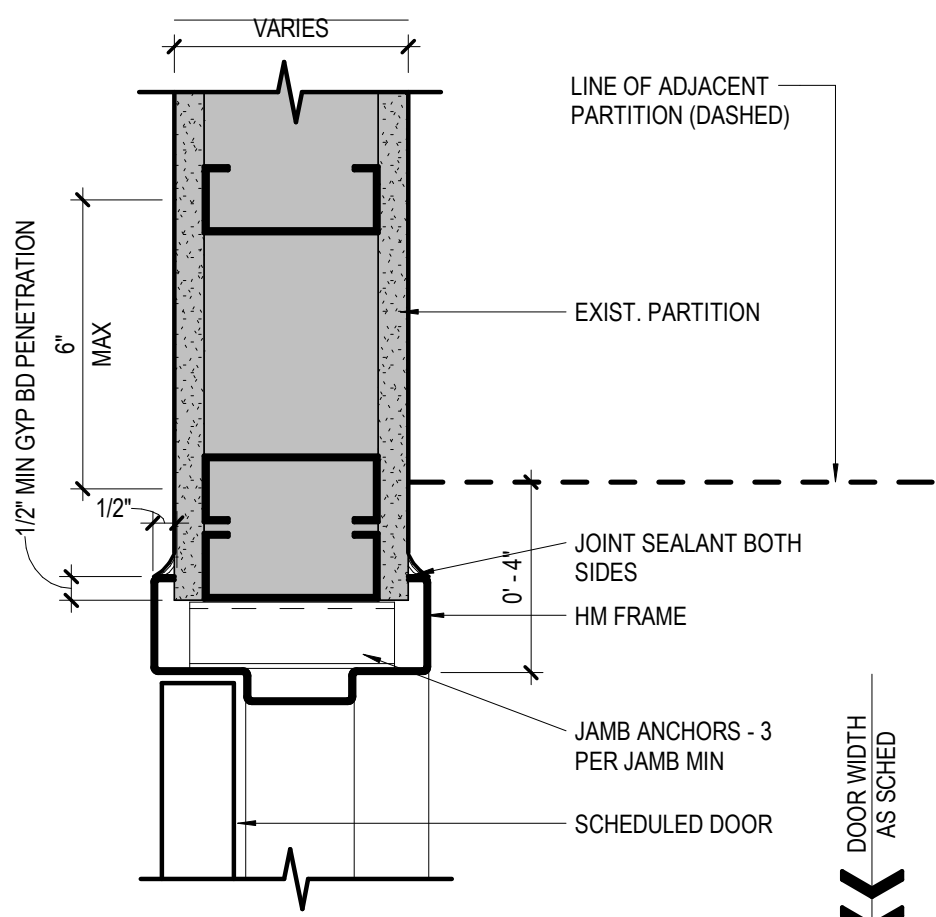 VARIES
LINE OF ADJACENT
PARTITION (DASHED)
1/2" MIN GYP BD PENETRATION
6"
MAX
EXIST. PARTITION
1/2"
0' - 4"
JOINT SEALANT BOTH
SIDES
HM FRAME
JAMB ANCHORS - 3
PER JAMB MIN
SCHEDULED DOOR
DOOR WIDTH
AS SCHED